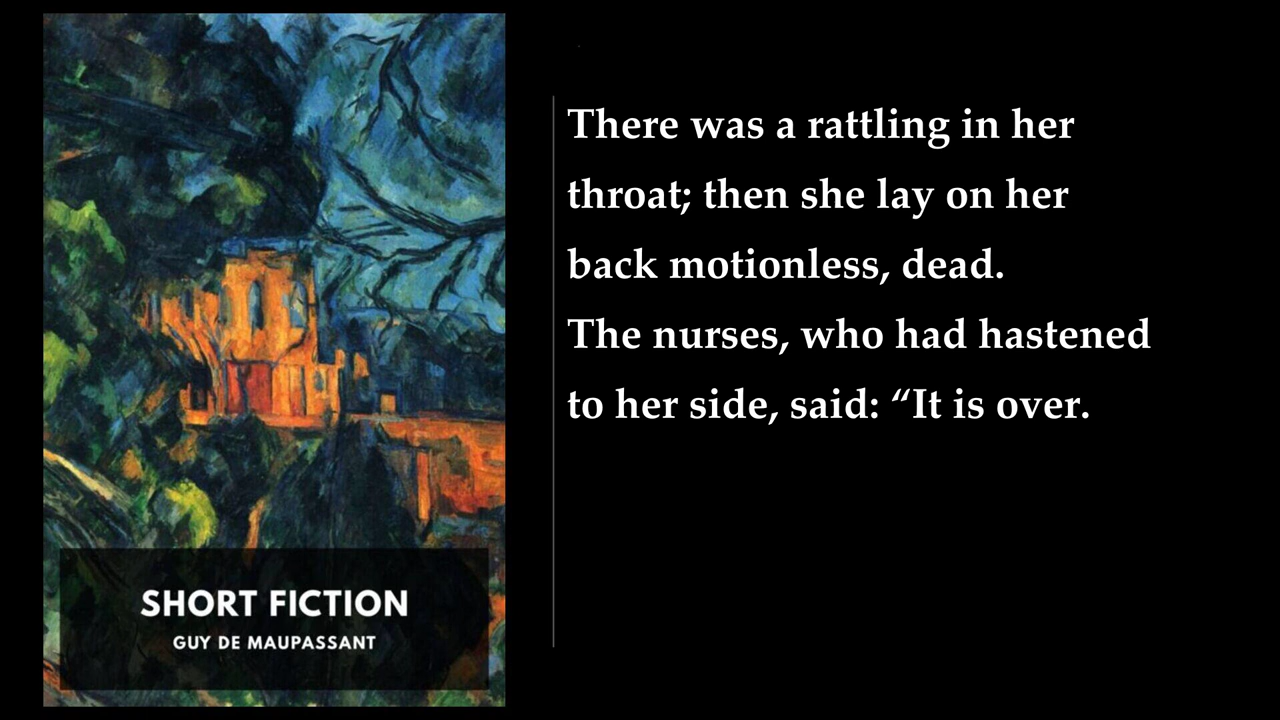 SHORT FICTION
GUY DE MAUPASSANT
There was a rattling in her
throat; then she lay on her
back motionless, dead.
The nurses, who had hastened
to her side, said: “It is over.